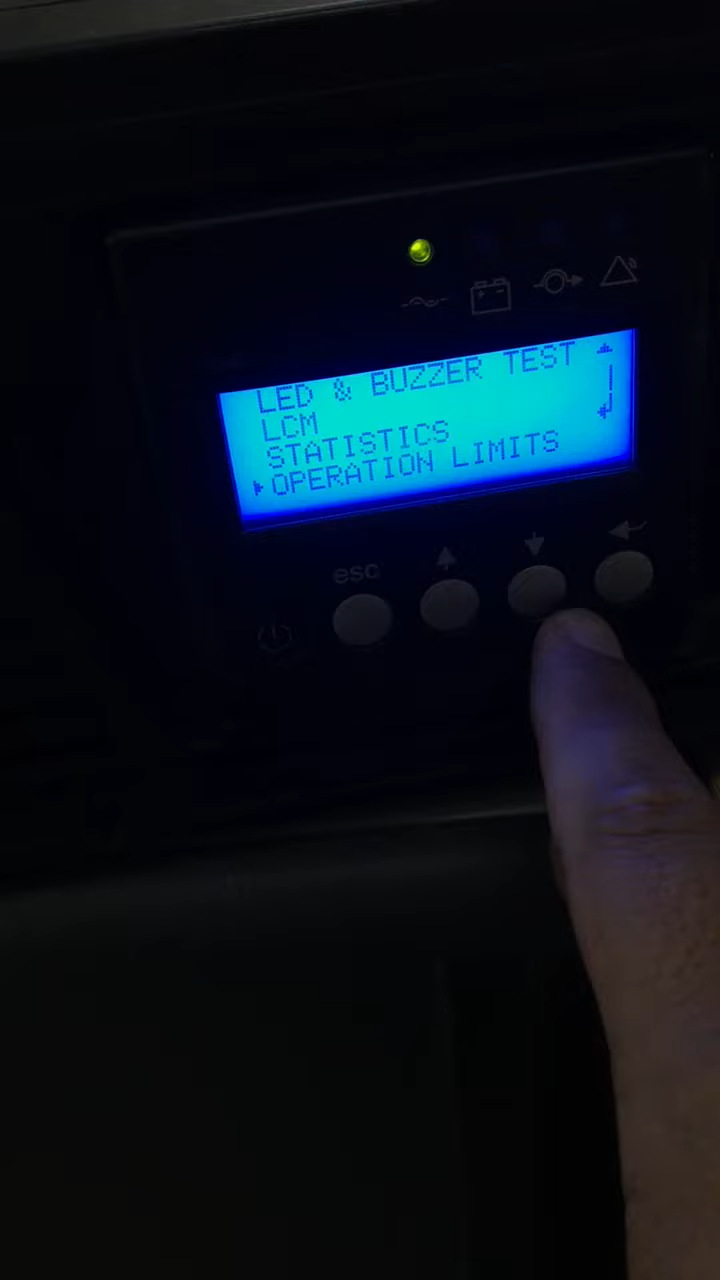 LED & BUZZER TEST
LCM
STATISTICS
OPERATION LIMITS
esc